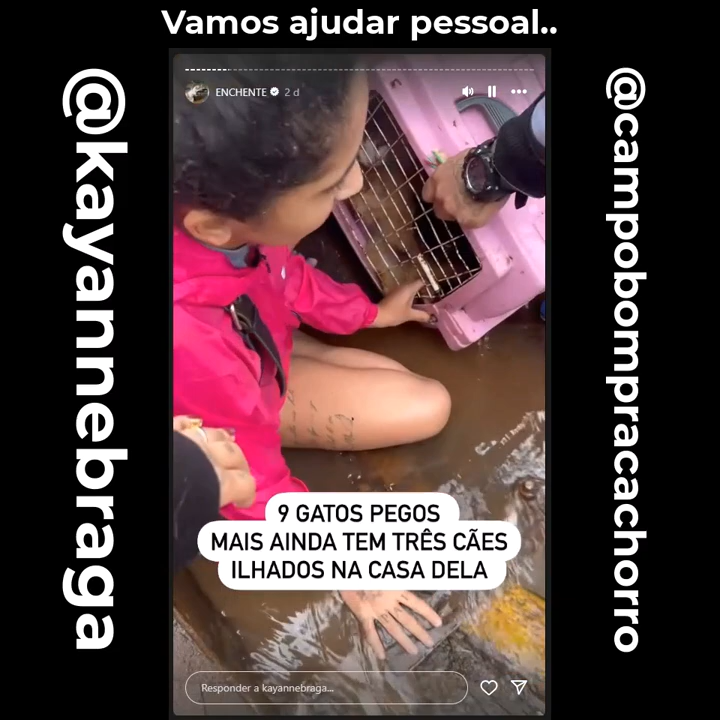 Vamos ajudar pessoal..
@kayannebraga
@campobompracachorro
ENCHENTE 2 d
9 GATOS PEGOS
MAIS AINDA TEM TRÊS CÃES
ILHADOS NA CASA DELA
Responder a kayannebraga...